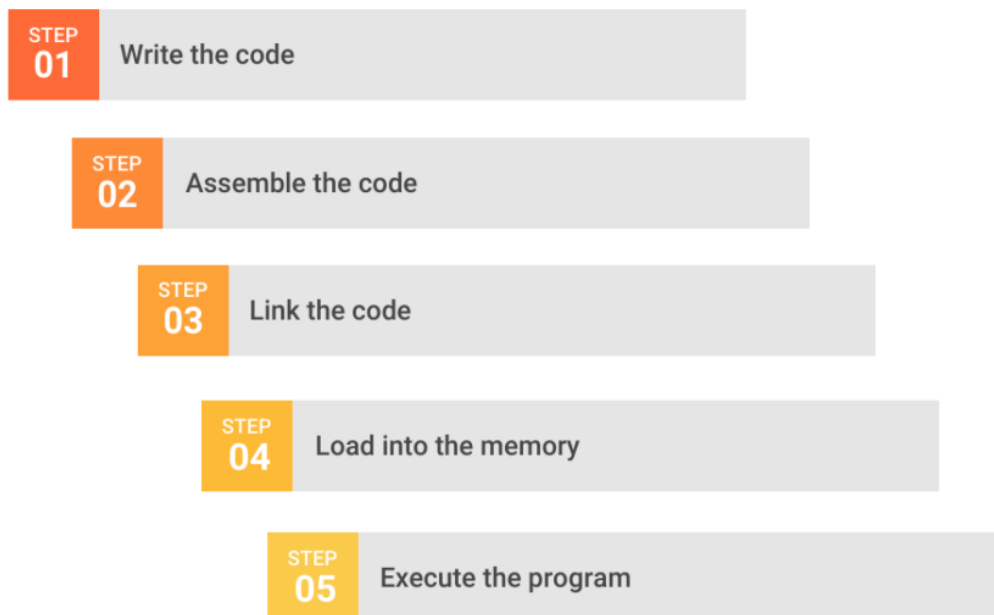 STEP
01
Write the code
STEP
02
Assemble the code
STEP
03
Link the code
STEP
04
Load into the memory
STEP
05
Execute the program